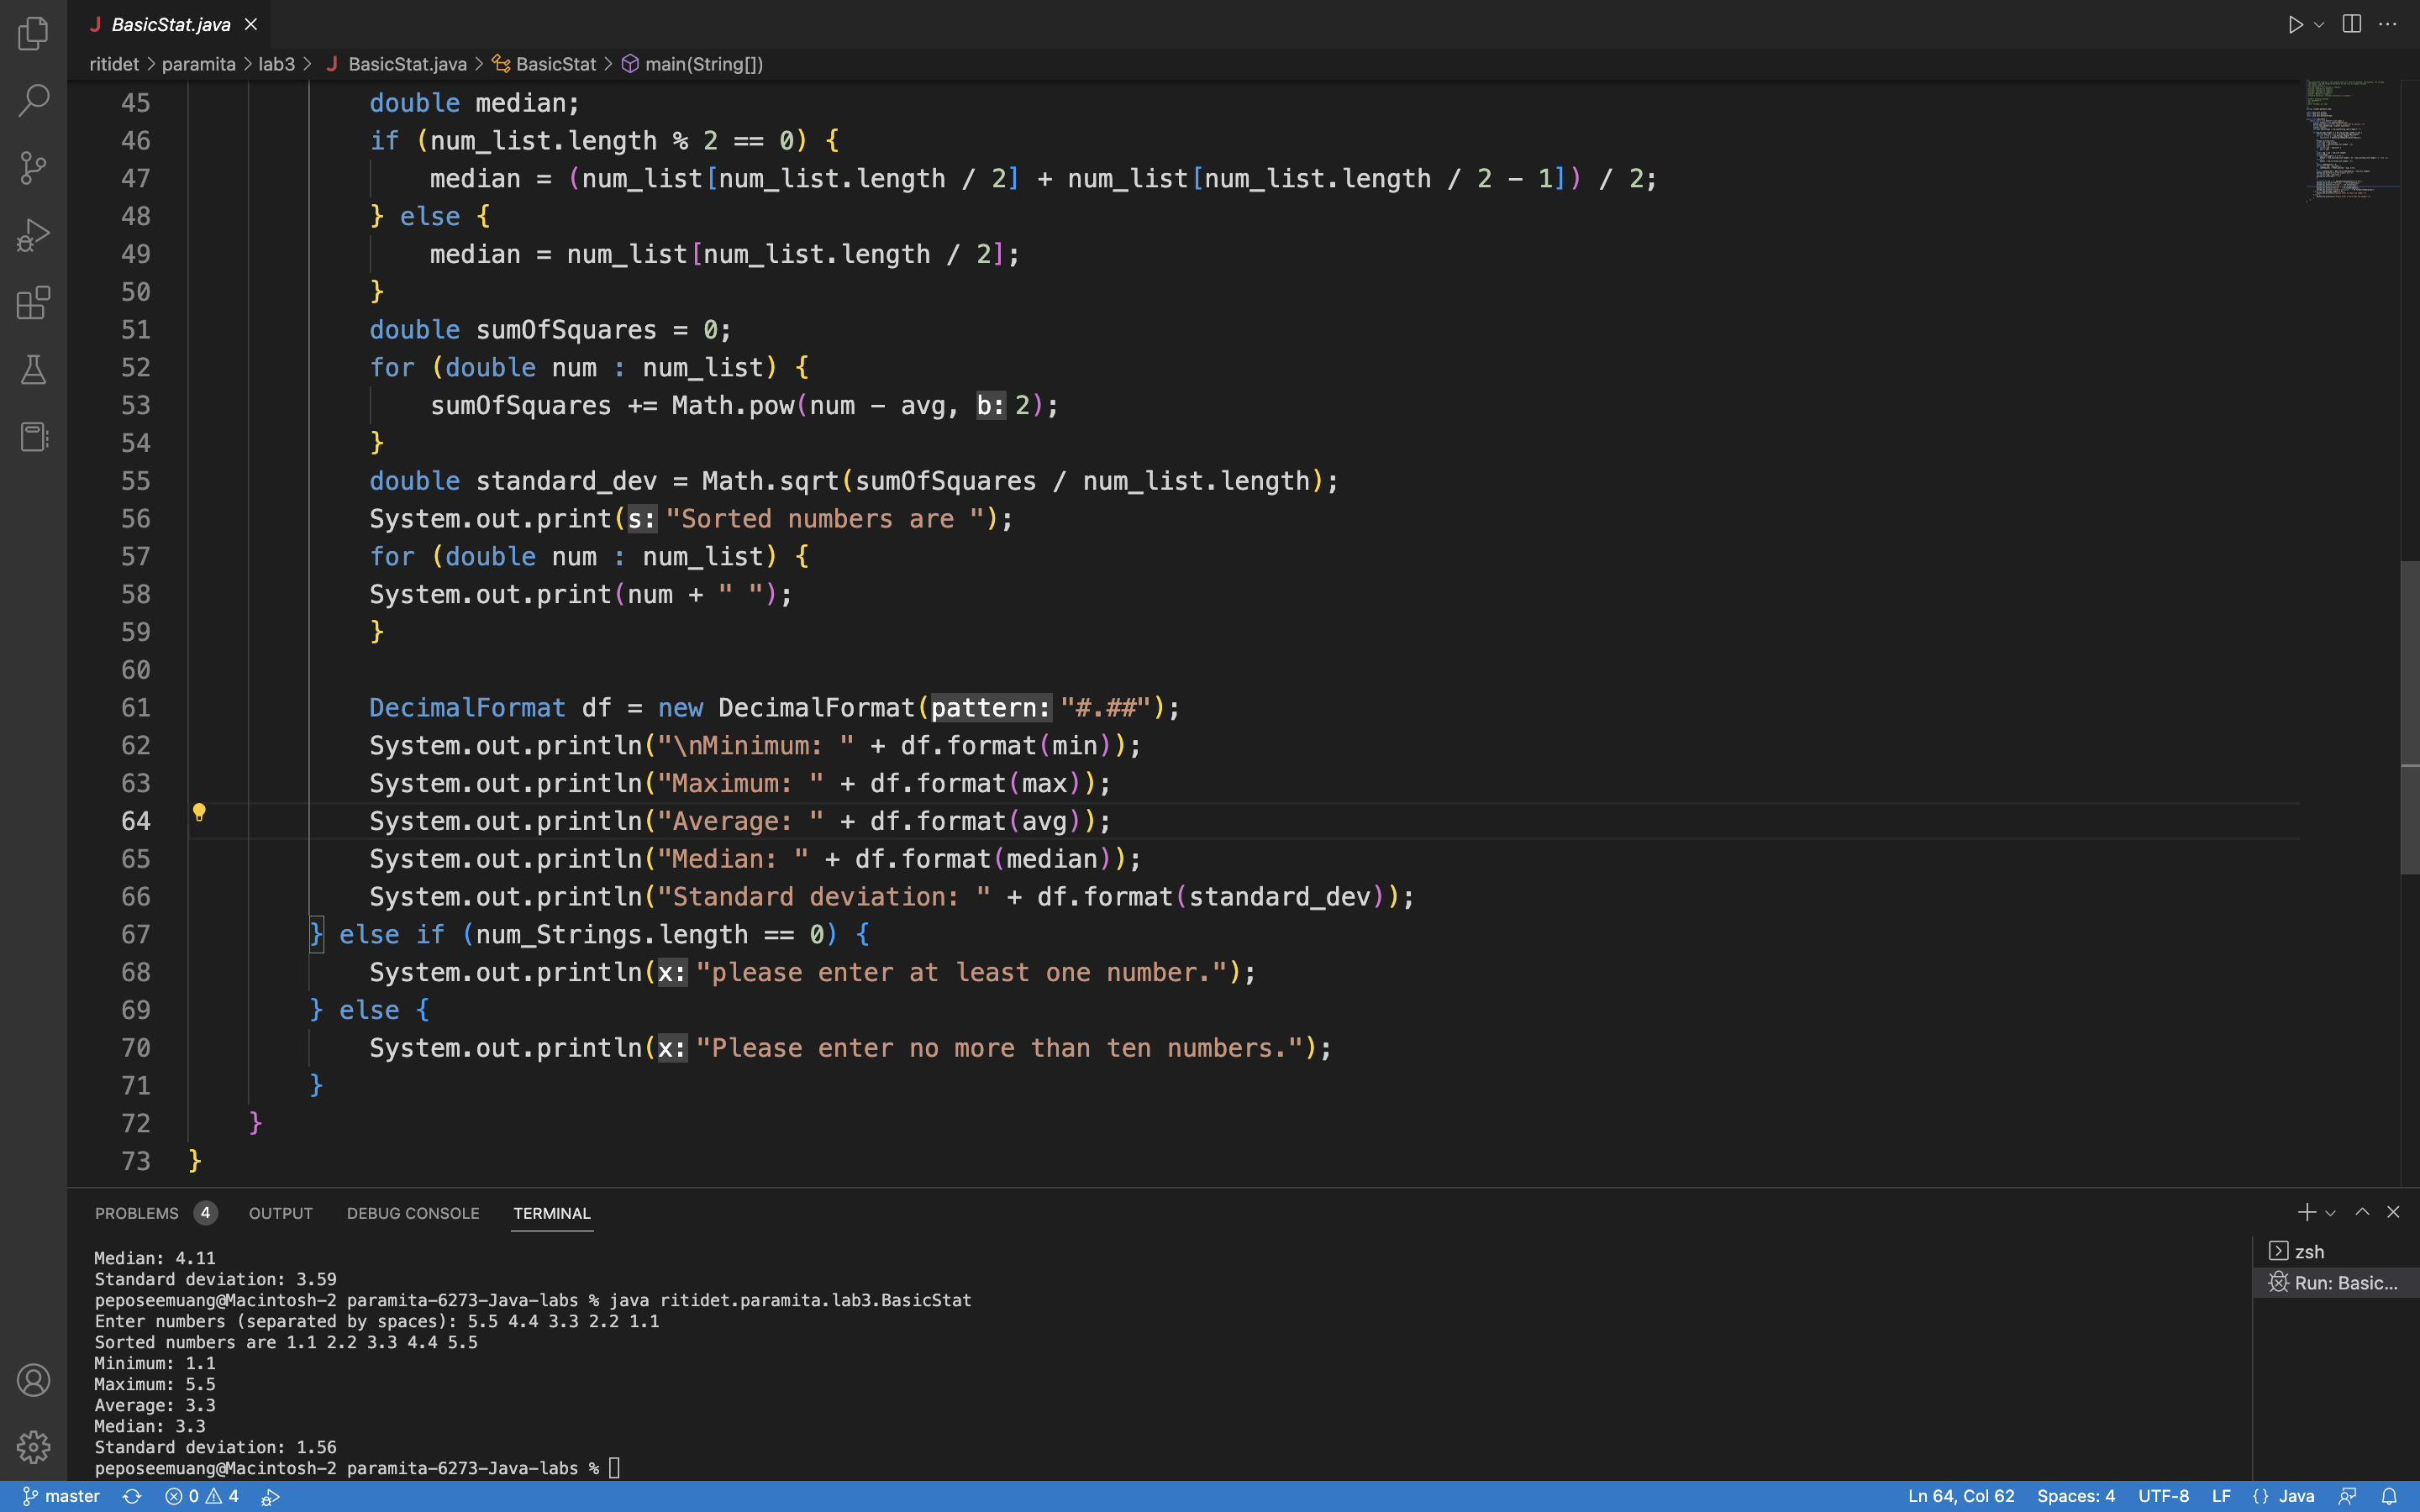 J BasicStat.java
ritidet > paramita > lab3 > J BasicStat.java > BasicStat > main(String[])
45 double median;
46 if (num_list.length % 2 == 0) {
47 median = (num_list[num_list.length / 2] + num_list[num_list.length / 2 - 1]) / 2;
48 } else {
49 median = num_list[num_list.length / 2];
50 }
51 double sumOfSquares = 0;
52 for (double num : num_list) {
53 sumOfSquares += Math.pow(num - avg, b: 2);
54 }
55 double standard_dev = Math.sqrt(sumOfSquares / num_list.length);
56 System.out.print(s: "Sorted numbers are ");
57 for (double num : num_list) {
58 System.out.print(num + " ");
59 }
60
61 DecimalFormat df = new DecimalFormat(pattern: "#.##");
62 System.out.println("\nMinimum: " + df.format(min));
63 System.out.println("Maximum: " + df.format(max));
64 System.out.println("Average: " + df.format(avg));
65 System.out.println("Median: " + df.format(median));
66 System.out.println("Standard deviation: " + df.format(standard_dev));
67 } else if (num_Strings.length == 0) {
68 System.out.println(x: "please enter at least one number.");
69 } else {
70 System.out.println(x: "Please enter no more than ten numbers.");
71 }
72 }
73 }
PROBLEMS 4 OUTPUT DEBUG CONSOLE TERMINAL
Median: 4.11
Standard deviation: 3.59
peposeemuang@Macintosh-2 paramita-6273-Java-labs % java ritidet.paramita.lab3.BasicStat
Enter numbers (separated by spaces): 5.5 4.4 3.3 2.2 1.1
Sorted numbers are 1.1 2.2 3.3 4.4 5.5
Minimum: 1.1
Maximum: 5.5
Average: 3.3
Median: 3.3
Standard deviation: 1.56
peposeemuang@Macintosh-2 paramita-6273-Java-labs %
zsh
Run: Basic...
master 0 4 Ln 64, Col 62 Spaces: 4 UTF-8 LF {} Java